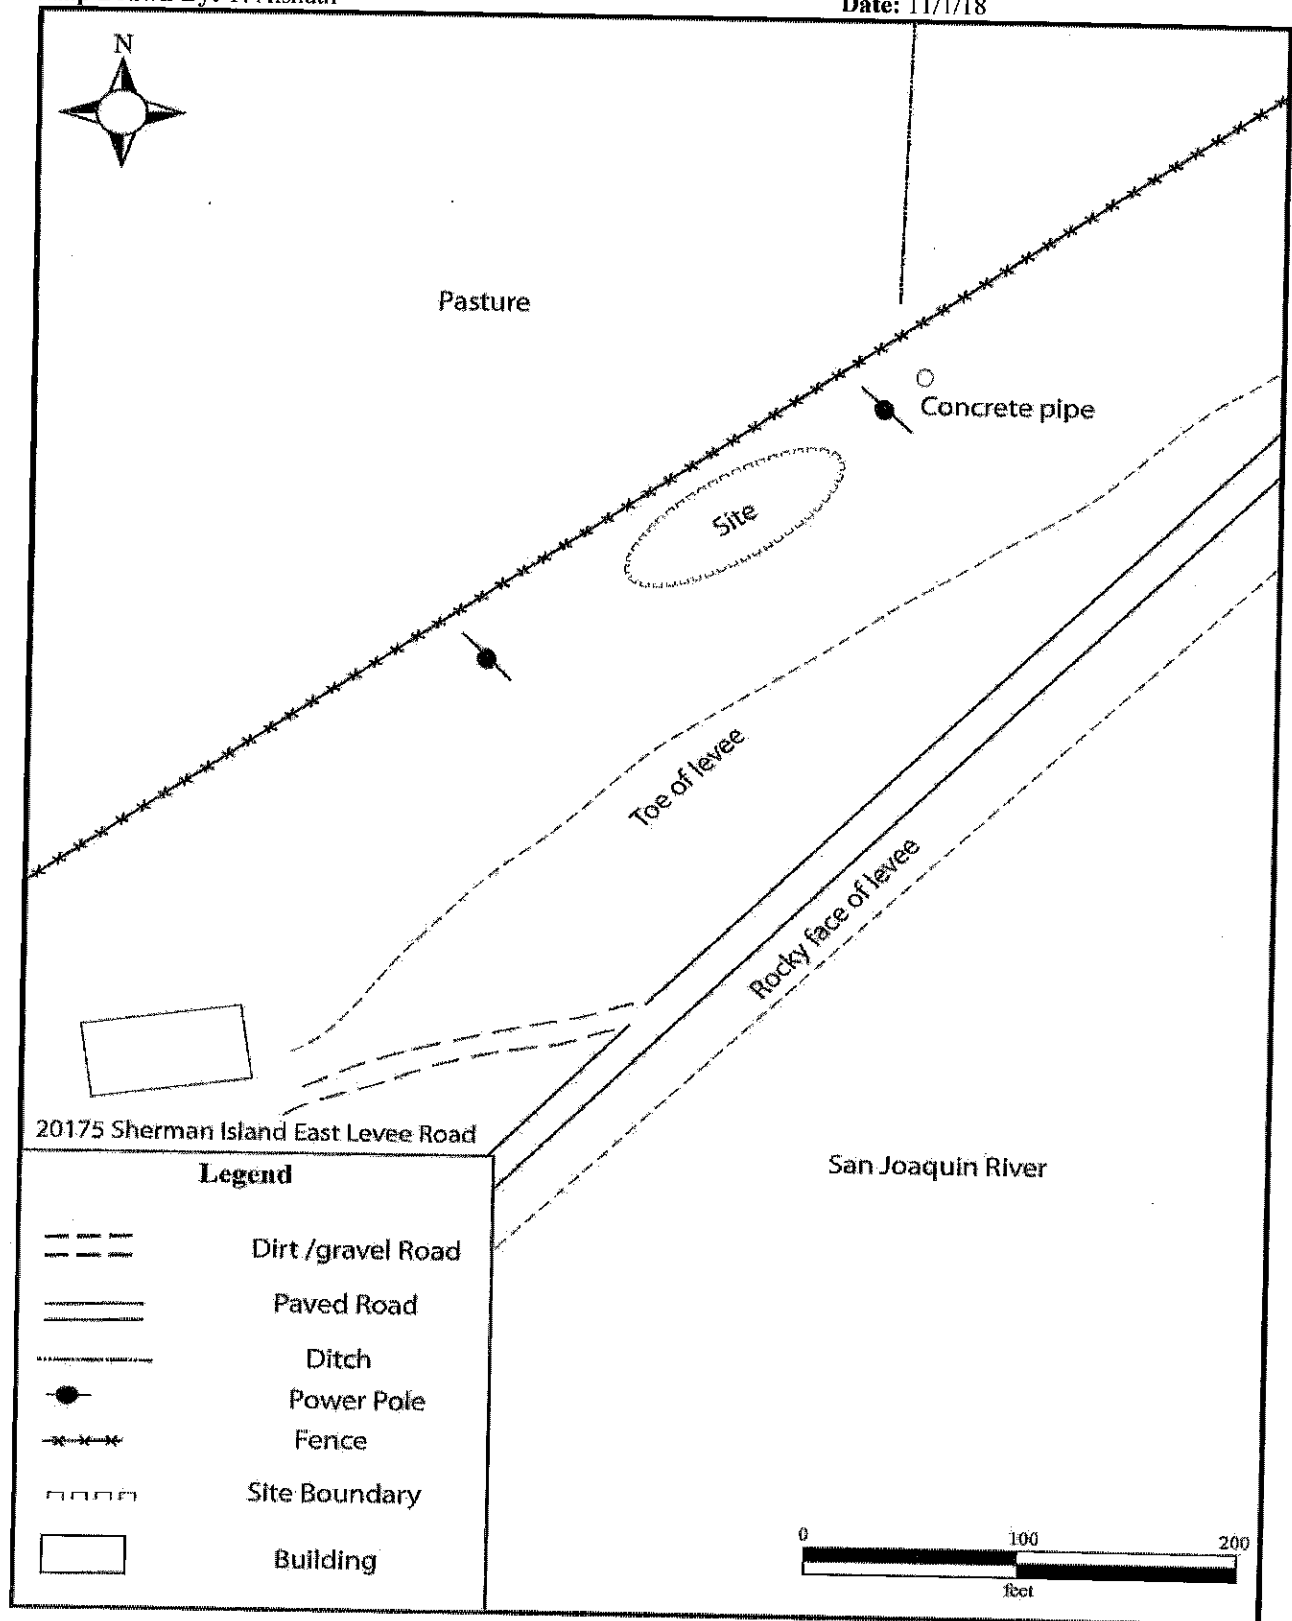 Date: 11/1/18
N
Pasture
Concrete pipe
Site
Toe of levee
Rocky face of levee
20175 Sherman Island East Levee Road
San Joaquin River
Legend
Dirt /gravel Road
Paved Road
Ditch
Power Pole
Fence
Site Boundary
Building
0 100 200
feet